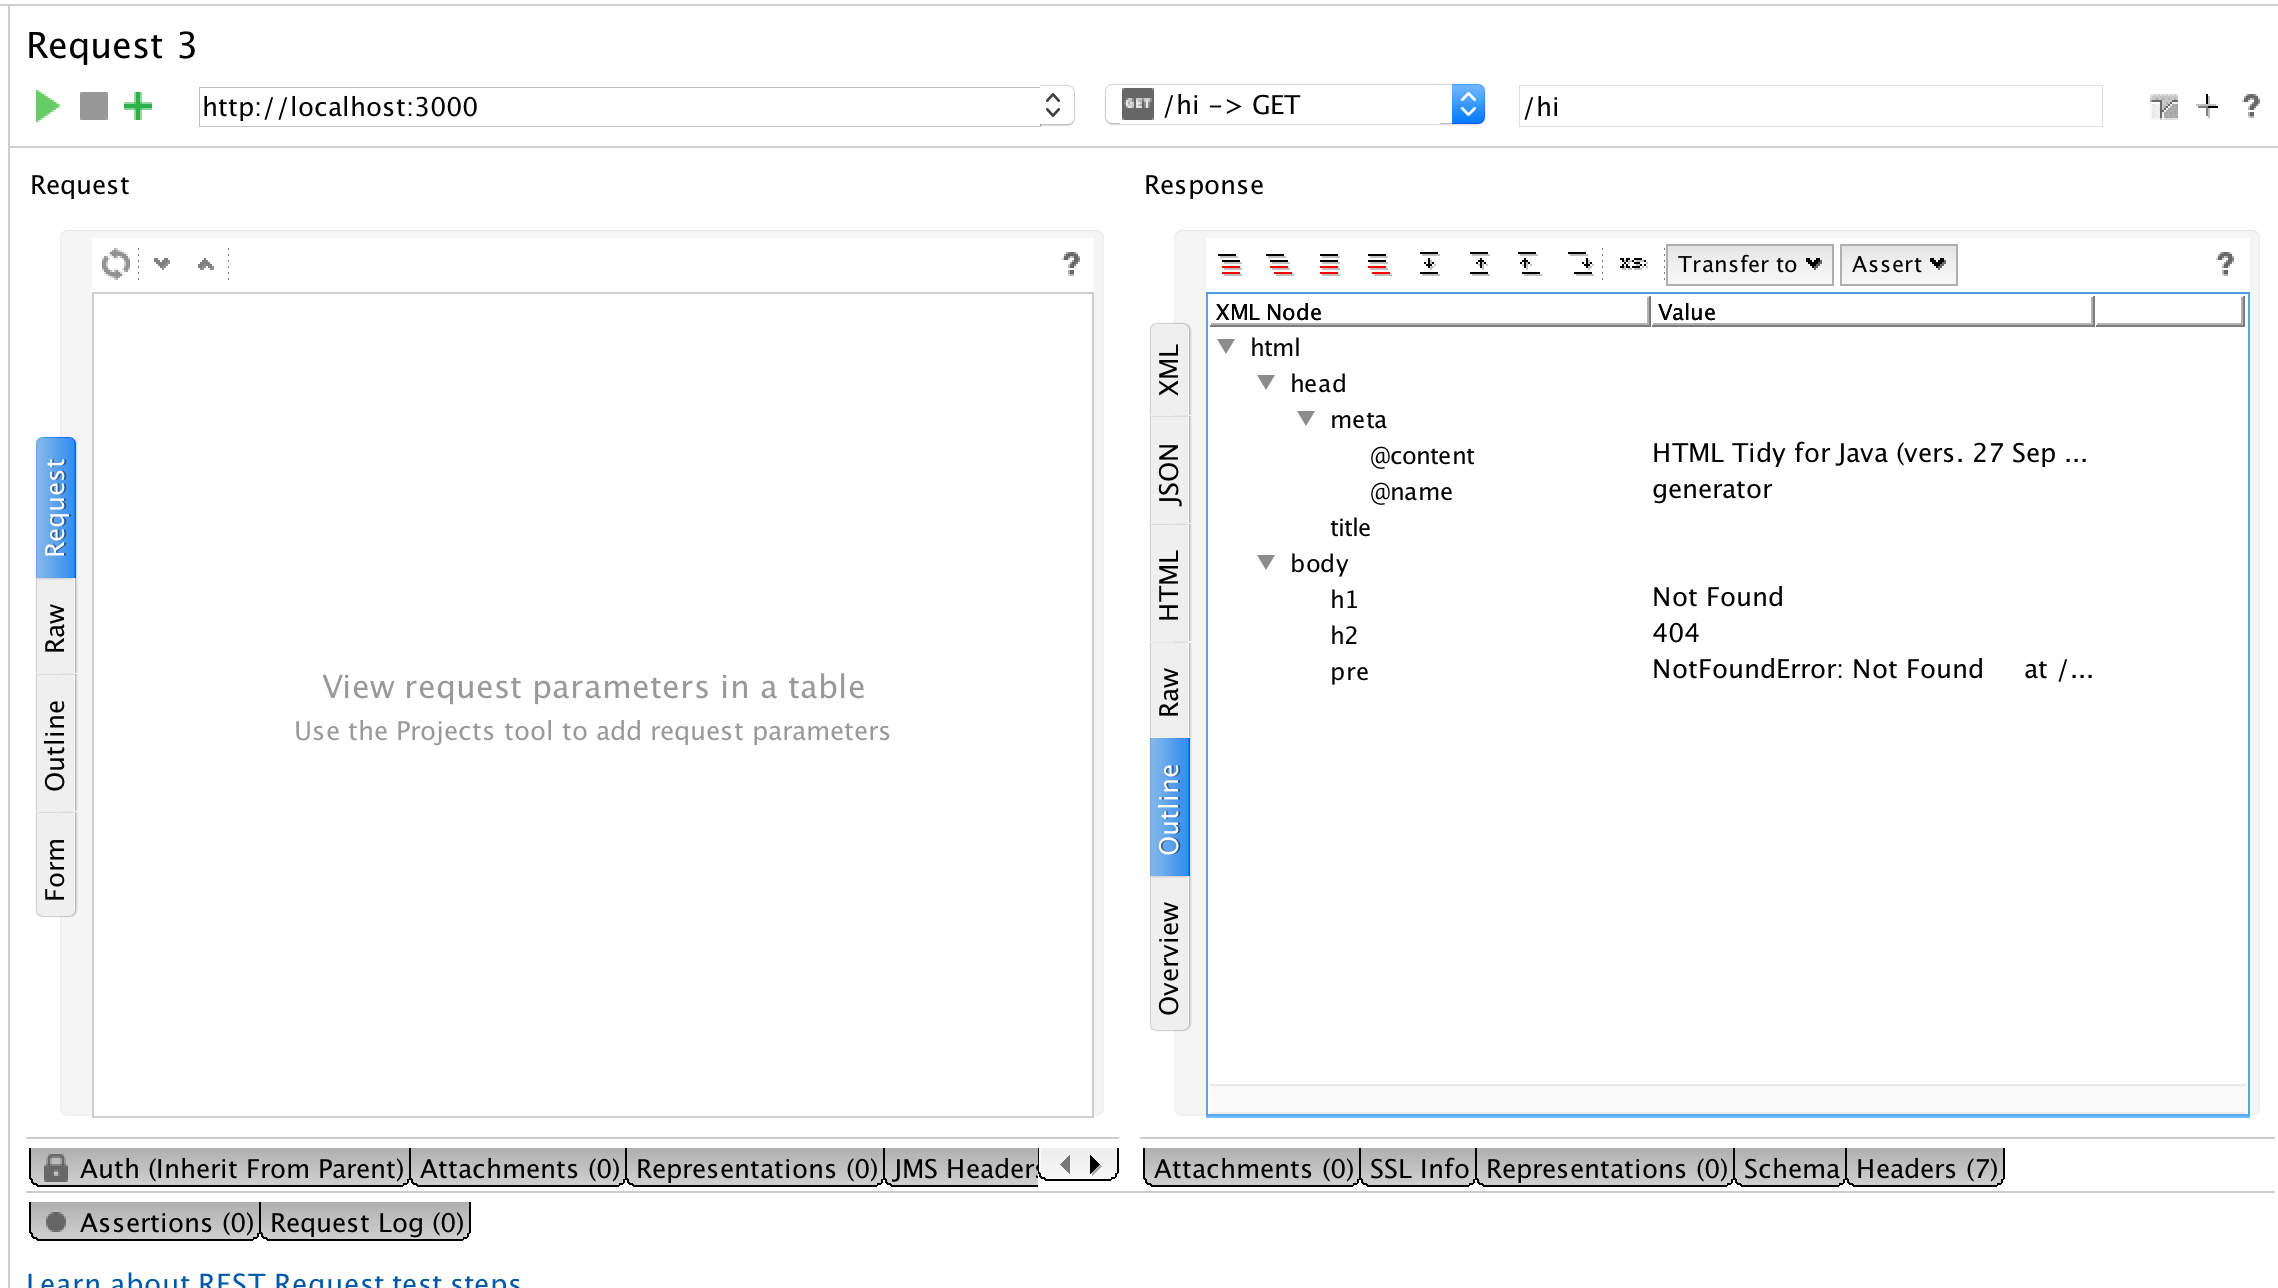 Request 3
http://localhost:3000
GET /hi -> GET
/hi
?
Request
?
View request parameters in a table
Use the Projects tool to add request parameters
Request
Raw
Outline
Form
Response
xs:
Transfer to
Assert
?
XML Node Value
html
head
meta
@content HTML Tidy for Java (vers. 27 Sep ...
@name generator
title
body
h1 Not Found
h2 404
pre NotFoundError: Not Found at /...
XML
JSON
HTML
Raw
Outline
Overview
Auth (Inherit From Parent) Attachments (0) Representations (0) JMS Header
Attachments (0) SSL Info Representations (0) Schema Headers (7)
Assertions (0) Request Log (0)
Learn about REST Request test steps